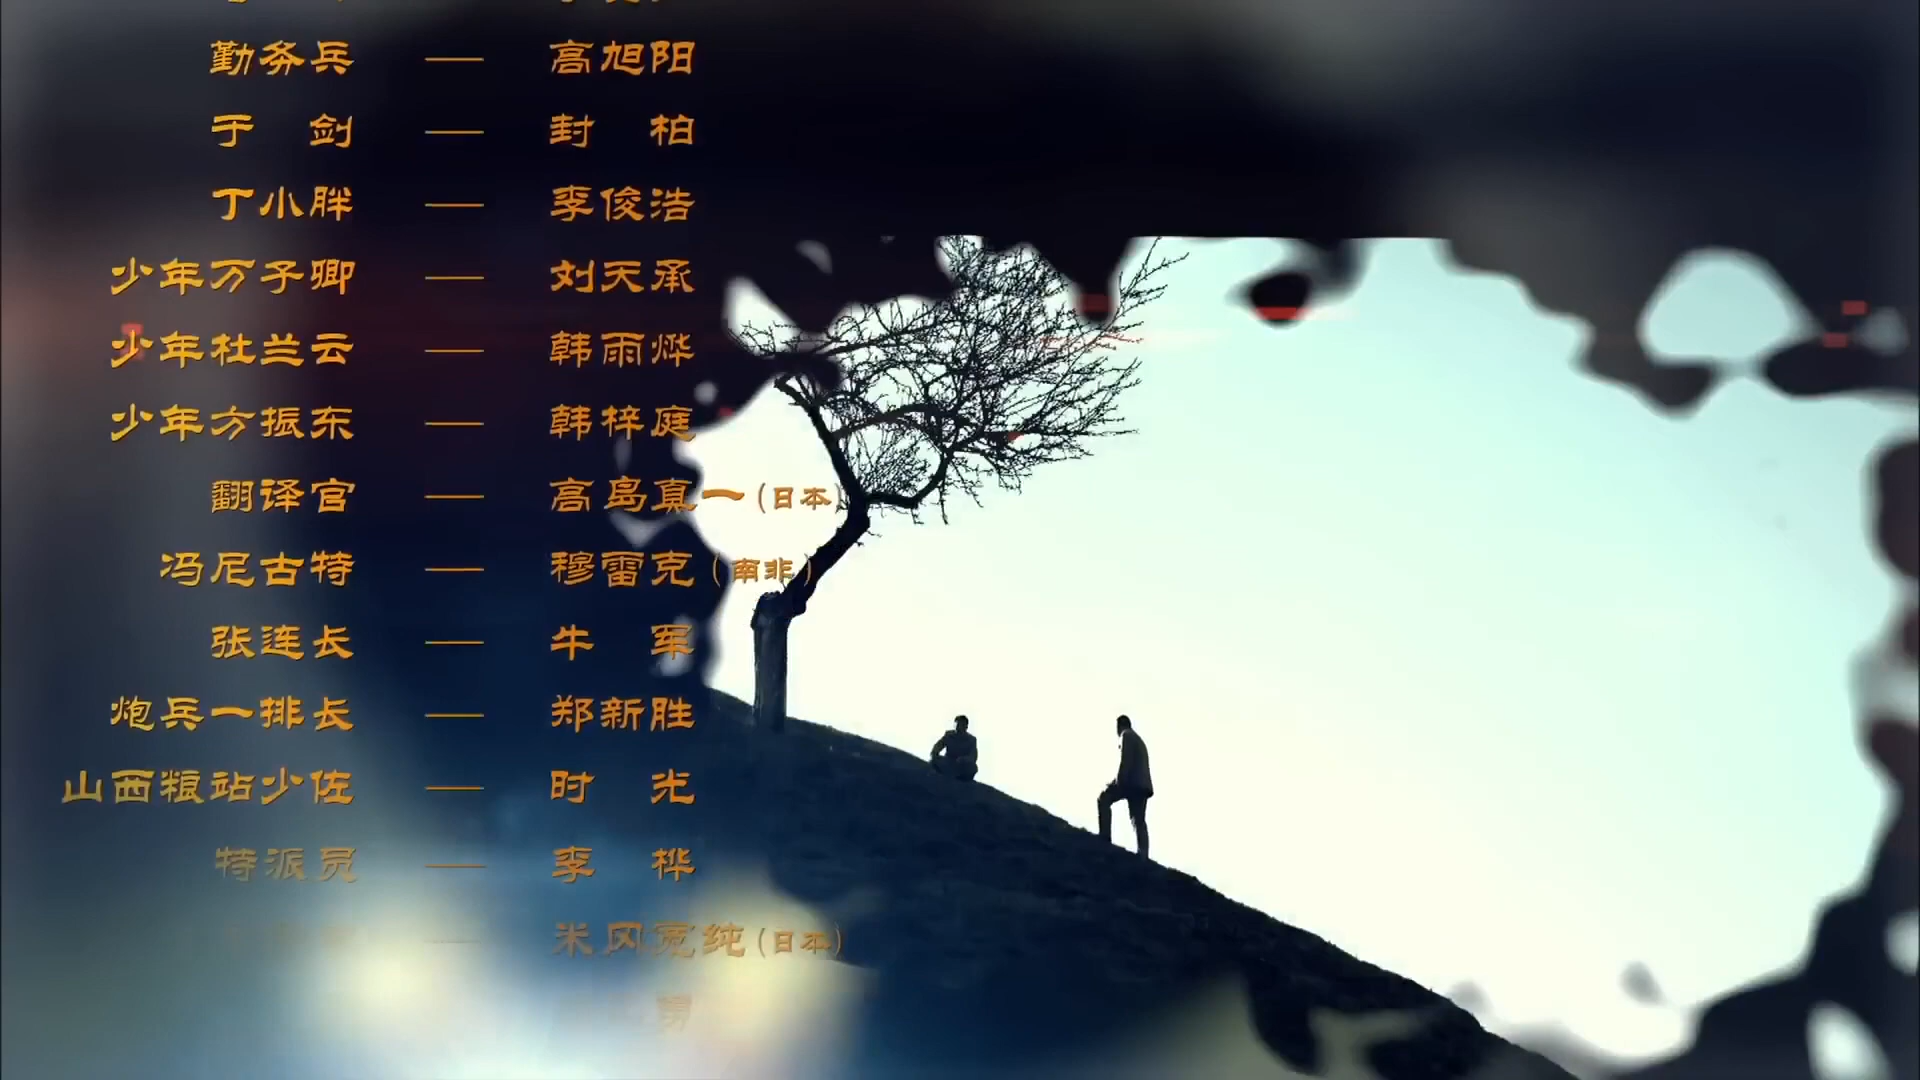 勤务兵 — 高旭阳
于 剑 — 封 柏
丁小胖 — 李俊浩
少年万子卿 — 刘天承
少年杜兰云 — 韩雨烨
少年方振东 — 韩梓庭
翻译官 — 高岛真一(日本)
冯尼古特 — 穆雷克(南非)
张连长 — 牛 军
炮兵一排长 — 郑新胜
山西粮站少佐 — 时 光
特派员 — 李 桦
— 米冈宽纯(日本)